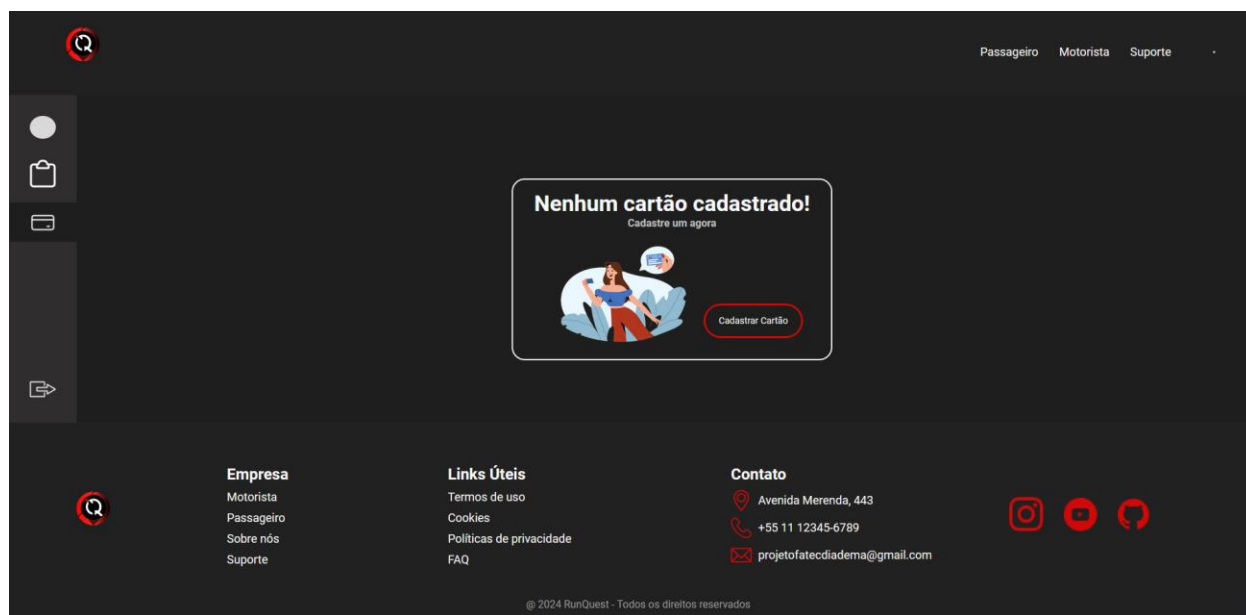 Passageiro Motorista Suporte
Nenhum cartão cadastrado!
Cadastre um agora
Cadastrar Cartão
Empresa
Motorista
Passageiro
Sobre nós
Suporte
Links Úteis
Termos de uso
Cookies
Políticas de privacidade
FAQ
Contato
Avenida Merenda, 443
+55 11 12345-6789
projetofatecdiadema@gmail.com
@ 2024 RunQuest - Todos os direitos reservados